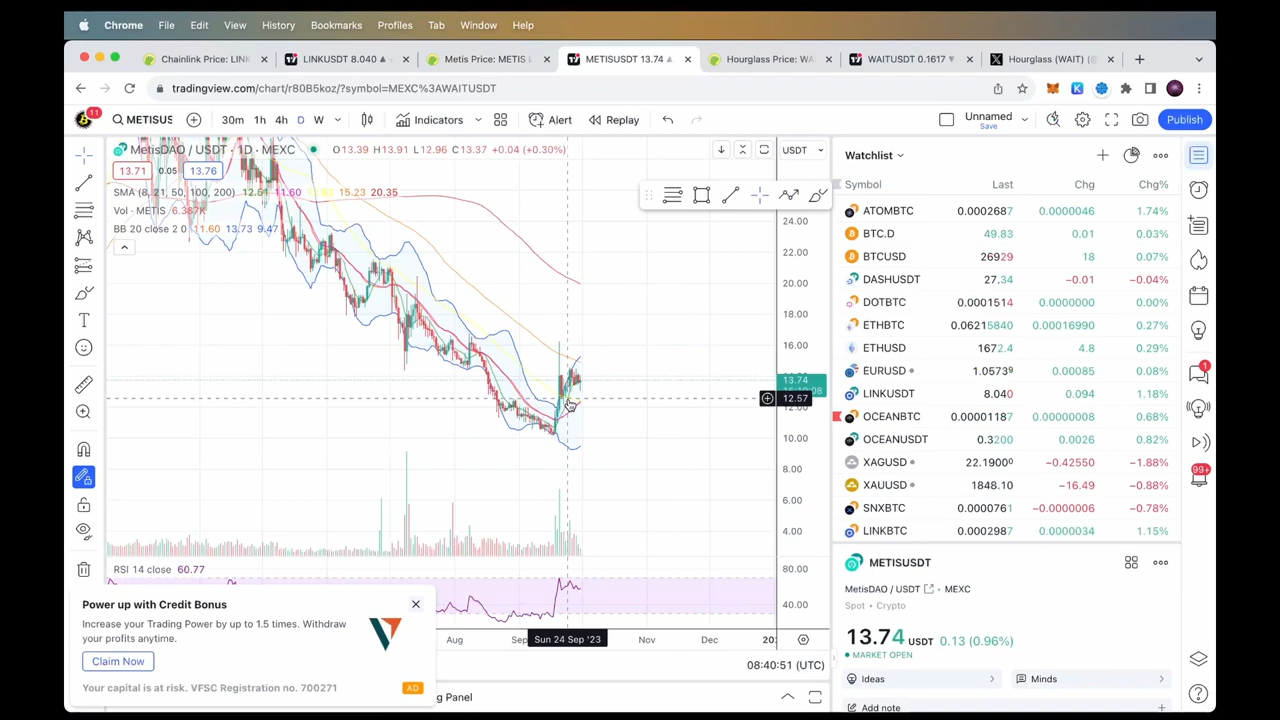 Chrome File Edit View History Bookmarks Profiles Tab Window Help
Chainlink Price: LINK LINKUSDT 8.040 Metis Price: METIS METISUSDT 13.74 Hourglass Price: WA WAITUSDT 0.1617 Hourglass (WAIT) (@
tradingview.com/chart/r80B5koz/?symbol=MEXC%3AWAITUSDT
11 METISUS 30m 1h 4h D W Indicators Alert Replay Unnamed Save Publish
MetisDAO / USDT · 1D · MEXC O13.39 H13.91 L12.96 C13.37 +0.04 (+0.30%) USDT
13.71 0.05 13.76
SMA (8, 21, 50, 100, 200) 12.51 11.60 15.23 20.35
Vol · METIS 6.387K
BB 20 close 2 0 11.60 13.73 9.47
24.00
22.00
20.00
18.00
16.00
13.74
12.57
10.00
8.00
6.00
4.00
RSI 14 close 60.77
80.00
40.00
Aug Sep Sun 24 Sep '23 Nov Dec
08:40:51 (UTC)
Power up with Credit Bonus
Increase your Trading Power by up to 1.5 times. Withdraw
your profits anytime.
Claim Now
Your capital is at risk. VFSC Registration no. 700271 AD
g Panel
Watchlist
Symbol Last Chg Chg%
ATOMBTC 0.0002687 0.0000046 1.74%
BTC.D 49.83 0.01 0.03%
BTCUSD 26929 18 0.07%
DASHUSDT 27.34 −0.01 −0.04%
DOTBTC 0.0001514 0.0000000 0.00%
ETHBTC 0.06215840 0.00016990 0.27%
ETHUSD 1672.4 4.8 0.29%
EURUSD 1.05739 0.00085 0.08%
LINKUSDT 8.040 0.094 1.18%
OCEANBTC 0.00001187 0.00000008 0.68%
OCEANUSDT 0.3200 0.0026 0.82%
XAGUSD 22.19000 −0.42550 −1.88%
XAUUSD 1848.10 −16.49 −0.88%
SNXBTC 0.0000761 −0.0000006 −0.78%
LINKBTC 0.0002987 0.0000034 1.15%
METISUSDT
MetisDAO / USDT · MEXC
Spot • Crypto
13.74 USDT 0.13 (0.96%)
MARKET OPEN
Ideas Minds
Add note
1
99+